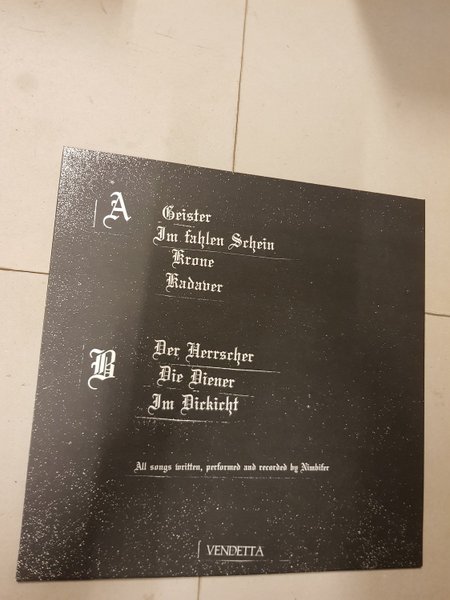 A
Geister
Im fahlen Schein
Krone
Kadaver
B
Der Herrscher
Die Diener
Im Dickicht
All songs written, performed and recorded by Nimbifer
VENDETTA